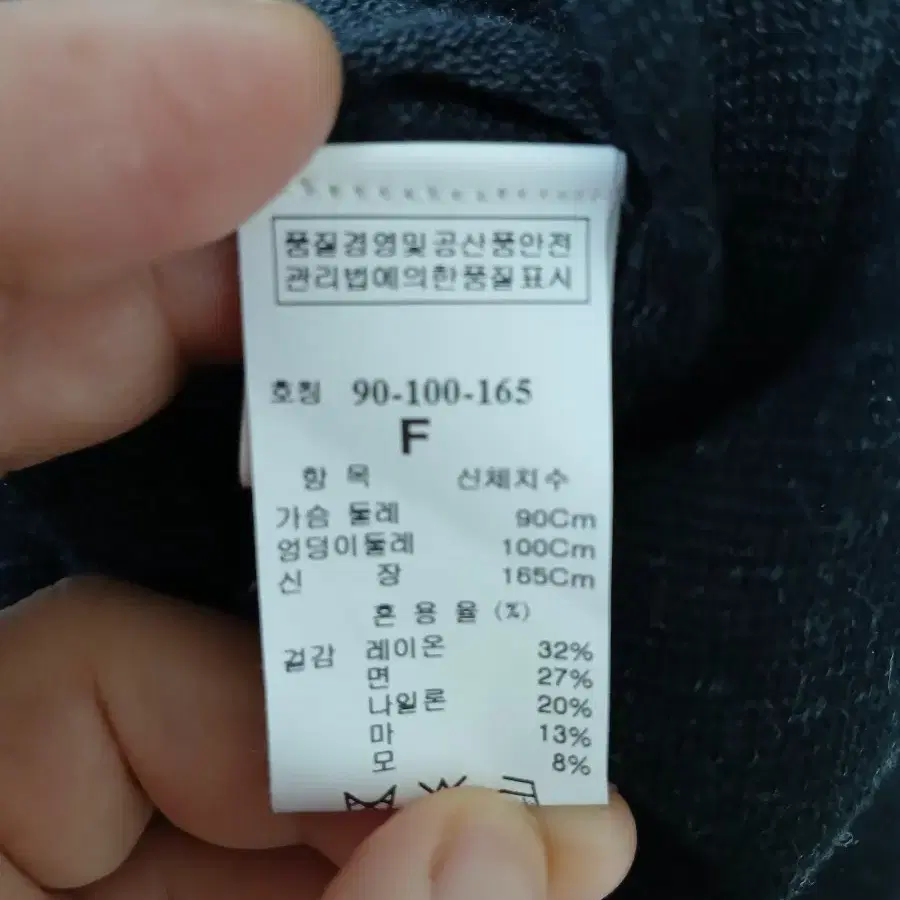 품질경영및공산품안전
관리법에의한품질표시
호칭 90-100-165
F
항 목 신체치수
가슴 둘레 90Cm
엉덩이둘레 100Cm
신 장 165Cm
혼 용 율 (%)
겉감 레이온 32%
면 27%
나일론 20%
마 13%
모 8%